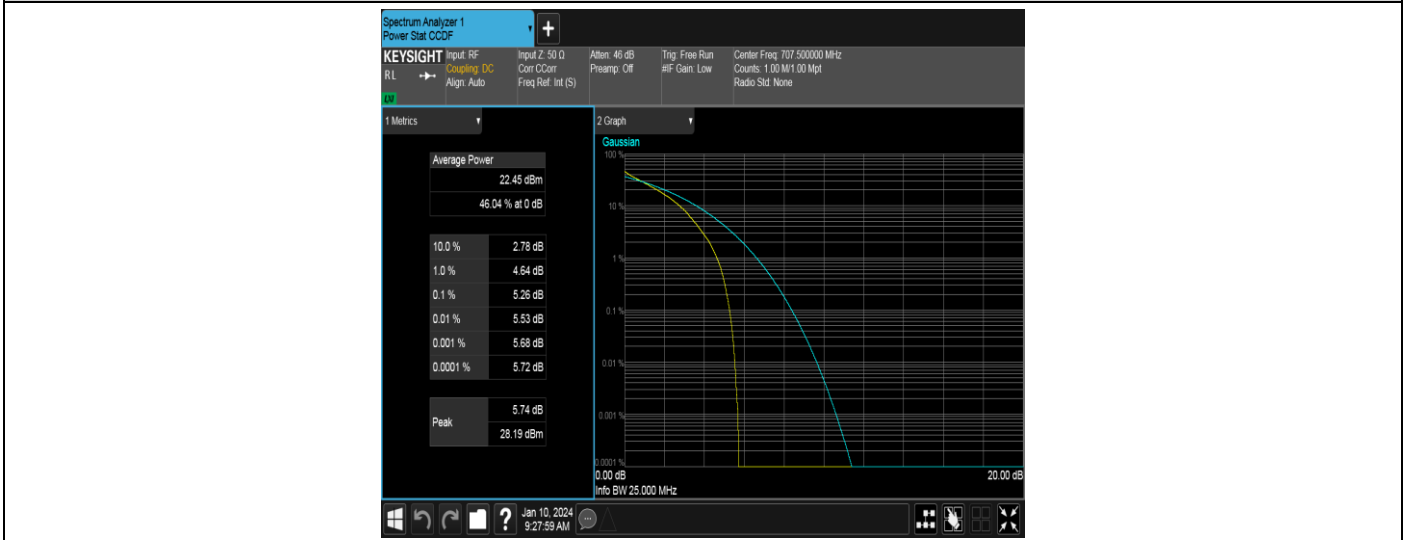 Spectrum Analyzer 1
Power Stat CCDF
+
KEYSIGHT
RL
Input: RF
Coupling: DC
Align: Auto
Input Z: 50 Ω
Corr CCorr
Freq Ref: Int (S)
Atten: 46 dB
Preamp: Off
Trig: Free Run
#IF Gain: Low
Center Freq: 707.500000 MHz
Counts: 1.00 M/1.00 Mpt
Radio Std: None
1 Metrics
Average Power
22.45 dBm
46.04 % at 0 dB
10.0 % 2.78 dB
1.0 % 4.64 dB
0.1 % 5.26 dB
0.01 % 5.53 dB
0.001 % 5.68 dB
0.0001 % 5.72 dB
Peak
5.74 dB
28.19 dBm
2 Graph
Gaussian
100 %
10 %
1 %
0.1 %
0.01 %
0.001 %
0.0001 %
0.00 dB 20.00 dB
Info BW 25.000 MHz
?
Jan 10, 2024
9:27:59 AM